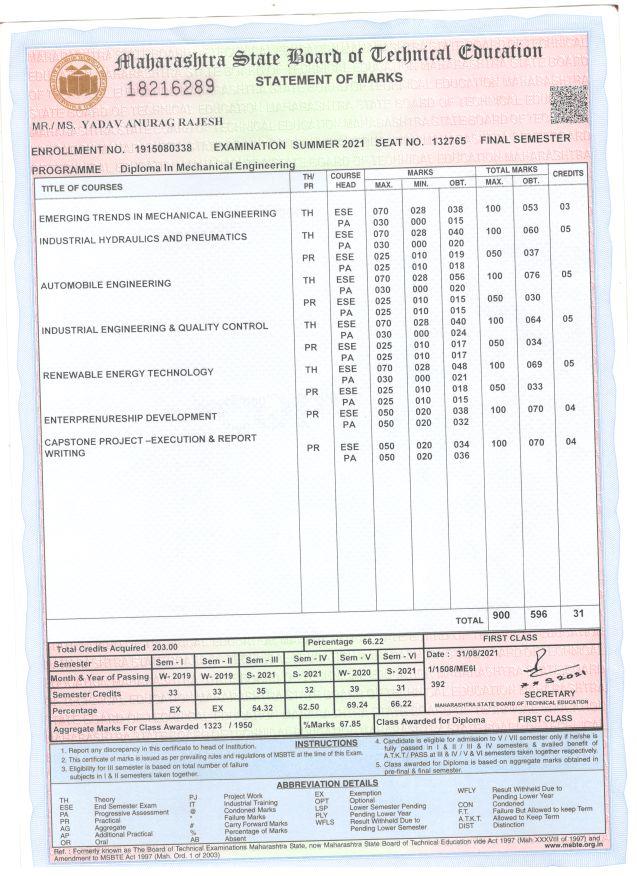 Maharashtra State Board of Technical Education
18216289
STATEMENT OF MARKS
MR./ MS. YADAV ANURAG RAJESH
ENROLLMENT NO. 1915080338 EXAMINATION SUMMER 2021 SEAT NO. 132765 FINAL SEMESTER
PROGRAMME Diploma In Mechanical Engineering
TITLE OF COURSES TH/ PR COURSE HEAD MARKS MAX. MIN. OBT. TOTAL MARKS MAX. OBT. CREDITS
EMERGING TRENDS IN MECHANICAL ENGINEERING TH ESE 070 028 038 100 053 03
PA 030 000 015
INDUSTRIAL HYDRAULICS AND PNEUMATICS TH ESE 070 028 040 100 060 05
PA 030 000 020
PR ESE 025 010 019 050 037
PA 025 010 018
AUTOMOBILE ENGINEERING TH ESE 070 028 056 100 076 05
PA 030 000 020
PR ESE 025 010 015 050 030
PA 025 010 015
INDUSTRIAL ENGINEERING & QUALITY CONTROL TH ESE 070 028 040 100 064 05
PA 030 000 024
PR ESE 025 010 017 050 034
PA 025 010 017
RENEWABLE ENERGY TECHNOLOGY TH ESE 070 028 048 100 069 05
PA 030 000 021
PR ESE 025 010 018 050 033
PA 025 010 015
ENTERPRENURESHIP DEVELOPMENT PR ESE 050 020 038 100 070 04
PA 050 020 032
CAPSTONE PROJECT –EXECUTION & REPORT
WRITING PR ESE 050 020 034 100 070 04
PA 050 020 036
TOTAL 900 596 31
Total Credits Acquired 203.00 Percentage 66.22 FIRST CLASS
Semester Sem - I Sem - II Sem - III Sem - IV Sem - V Sem - VI
Month & Year of Passing W- 2019 W- 2019 S- 2021 S- 2021 W- 2020 S- 2021
Semester Credits 33 33 35 32 39 31
Percentage EX EX 54.32 62.50 69.24 66.22
Date : 31/08/2021
1/1508/ME6I
392
SECRETARY
MAHARASHTRA STATE BOARD OF TECHNICAL EDUCATION
Aggregate Marks For Class Awarded 1323 / 1950 %Marks 67.85 Class Awarded for Diploma FIRST CLASS
INSTRUCTIONS
1. Report any discrepancy in this certificate to head of Institution.
2. This certificate of marks is issued as per prevailing rules and regulations of MSBTE at the time of this Exam.
3. Eligibility for III semester is based on total number of failure
subjects in I & II semesters taken together.
4. Candidate is eligible for admission to V / VII semester only if he/she is
fully passed in I & II / III & IV semesters & availed benefit of
A.T.K.T./ PASS at III & IV / V & VI semesters taken together respectively.
5. Class awarded for Diploma is based on aggregate marks obtained in
pre-final & final semester.
ABBREVIATION DETAILS
TH Theory
ESE End Semester Exam
PA Progressive Assessment
PR Practical
AG Aggregate
AP Additional Practical
OR Oral
PJ Project Work
IT Industrial Training
@ Condoned Marks
* Failure Marks
# Carry Forward Marks
% Percentage of Marks
AB Absent
EX Exemption
OPT Optional
LSP Lower Semester Pending
PLY Pending Lower Year
WFLS Result Withheld Due to
Pending Lower Semester
WFLY Result Withheld Due to
Pending Lower Year
CON Condoned
F.T. Failure But Allowed to keep Term
A.T.K.T. Allowed to Keep Term
DIST Distinction
Ref. : Formerly known as The Board of Technical Examinations Maharashtra State, now Maharashtra State Board of Technical Education vide Act 1997 (Mah XXXVIII of 1997) and
Amendment to MSBTE Act 1997 (Mah. Ord. 1 of 2003) www.msbte.org.in